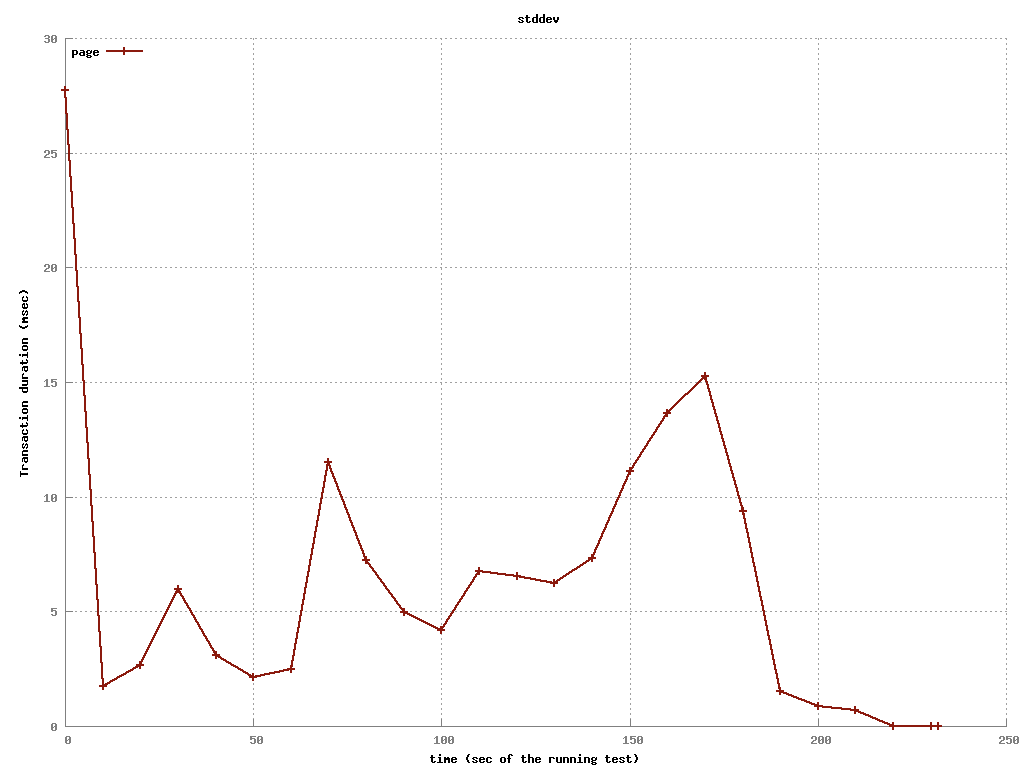 stddev
30
page
25
20
15
10
5
0
Transaction duration (msec)
0 50 100 150 200 250
time (sec of the running test)